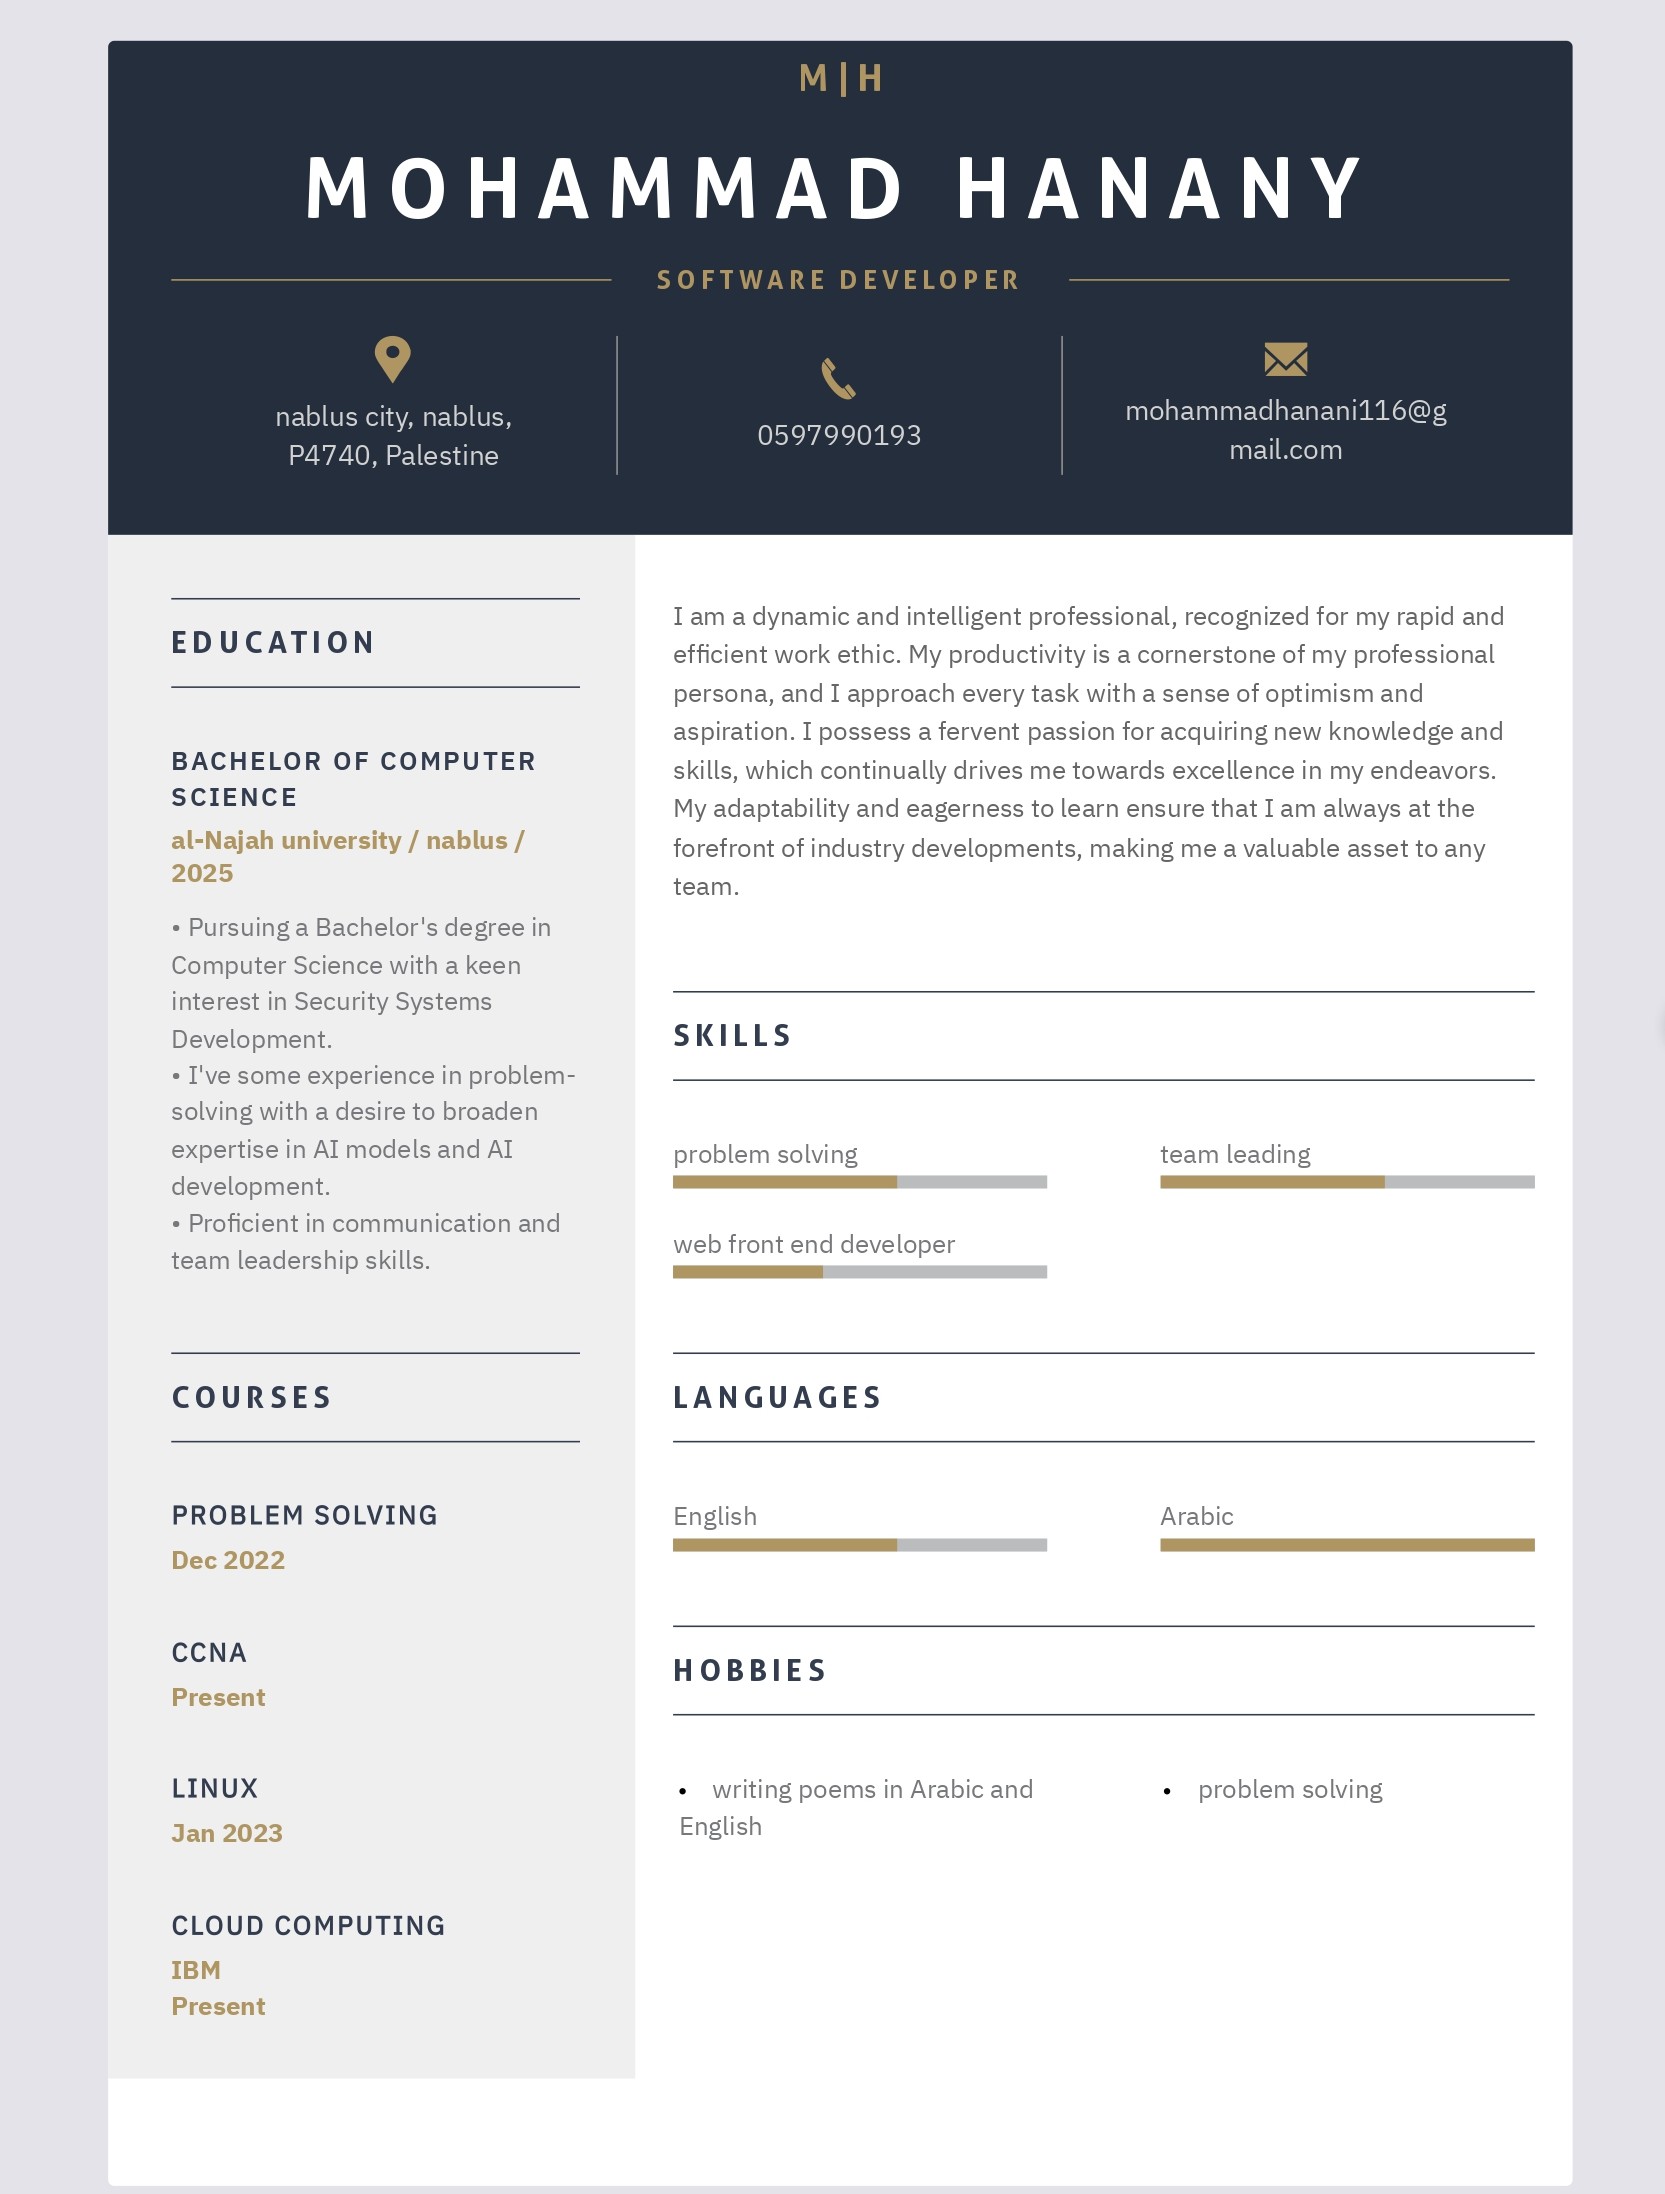 M|H
MOHAMMAD HANANY
SOFTWARE DEVELOPER
nablus city, nablus,
P4740, Palestine
0597990193
mohammadhanani116@g
mail.com
EDUCATION
BACHELOR OF COMPUTER
SCIENCE
al-Najah university / nablus /
2025
• Pursuing a Bachelor's degree in
Computer Science with a keen
interest in Security Systems
Development.
• I've some experience in problem-
solving with a desire to broaden
expertise in AI models and AI
development.
• Proficient in communication and
team leadership skills.
COURSES
PROBLEM SOLVING
Dec 2022
CCNA
Present
LINUX
Jan 2023
CLOUD COMPUTING
IBM
Present
I am a dynamic and intelligent professional, recognized for my rapid and
efficient work ethic. My productivity is a cornerstone of my professional
persona, and I approach every task with a sense of optimism and
aspiration. I possess a fervent passion for acquiring new knowledge and
skills, which continually drives me towards excellence in my endeavors.
My adaptability and eagerness to learn ensure that I am always at the
forefront of industry developments, making me a valuable asset to any
team.
SKILLS
problem solving
team leading
web front end developer
LANGUAGES
English
Arabic
HOBBIES
• writing poems in Arabic and
English
• problem solving